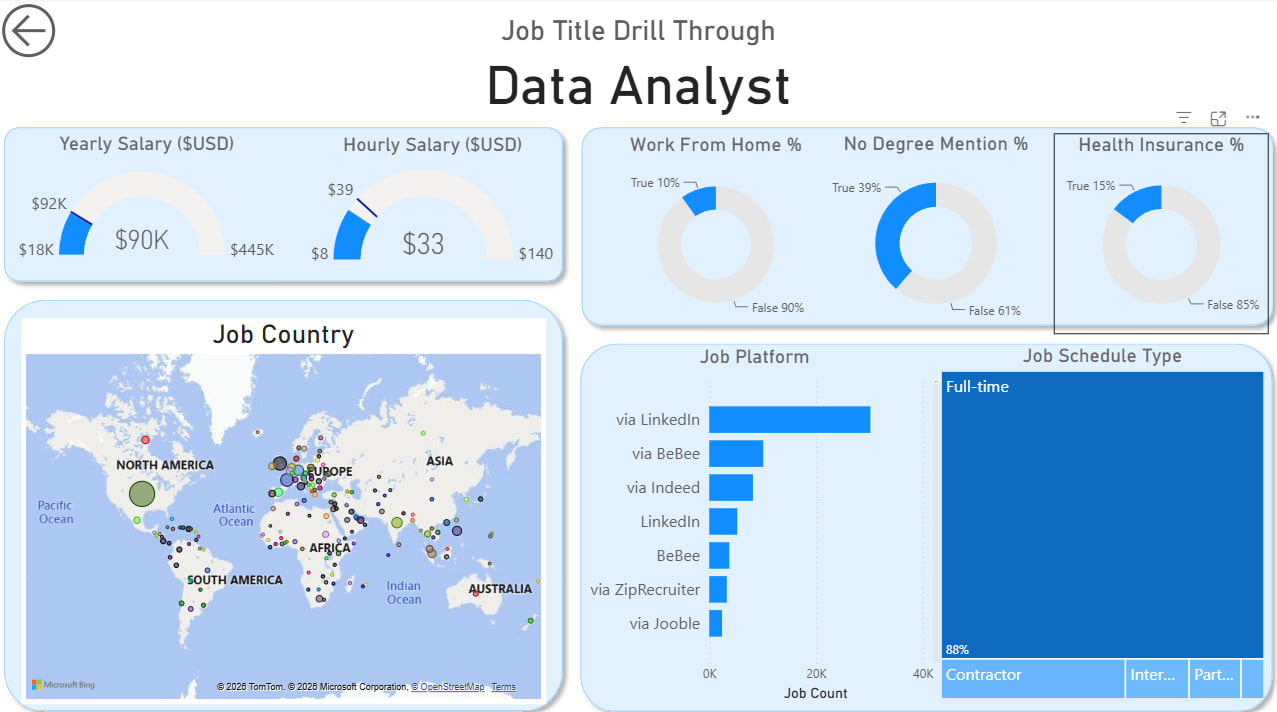 Job Title Drill Through
Data Analyst
Yearly Salary ($USD)
$92K
$18K
$90K
$445K
Hourly Salary ($USD)
$39
$8
$33
$140
Work From Home %
True 10%
False 90%
No Degree Mention %
True 39%
False 61%
Health Insurance %
True 15%
False 85%
Job Country
NORTH AMERICA
EUROPE
ASIA
Pacific
Ocean
Atlantic
Ocean
AFRICA
SOUTH AMERICA
Indian
Ocean
AUSTRALIA
Microsoft Bing
© 2026 TomTom, © 2026 Microsoft Corporation, © OpenStreetMap Terms
Job Platform
via LinkedIn
via BeBee
via Indeed
LinkedIn
BeBee
via ZipRecruiter
via Jooble
0K 20K 40K
Job Count
Job Schedule Type
Full-time
88%
Contractor
Inter...
Part...